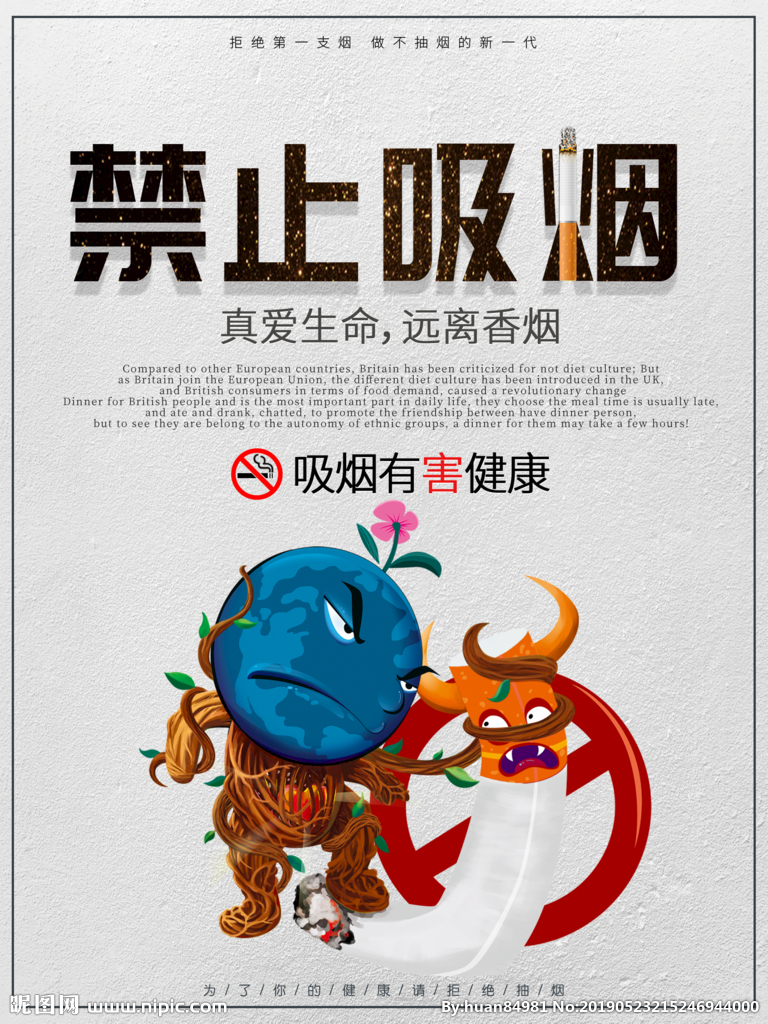 拒绝第一支烟 做不抽烟的新一代
禁止吸烟
真爱生命，远离香烟
Compared to other European countries, Britain has been criticized for not diet culture; But
as Britain join the European Union, the different diet culture has been introduced in the UK,
and British consumers in terms of food demand, caused a revolutionary change
Dinner for British people and is the most important part in daily life, they choose the meal time is usually late,
and ate and drank, chatted, to promote the friendship between have dinner person,
but to see they are belong to the autonomy of ethnic groups, a dinner for them may take a few hours!
吸烟有害健康
为/了/你/的/健/康/请/拒/绝/抽/烟
昵图网 www.nipic.com
By:huan84981 No:20190523215246944000